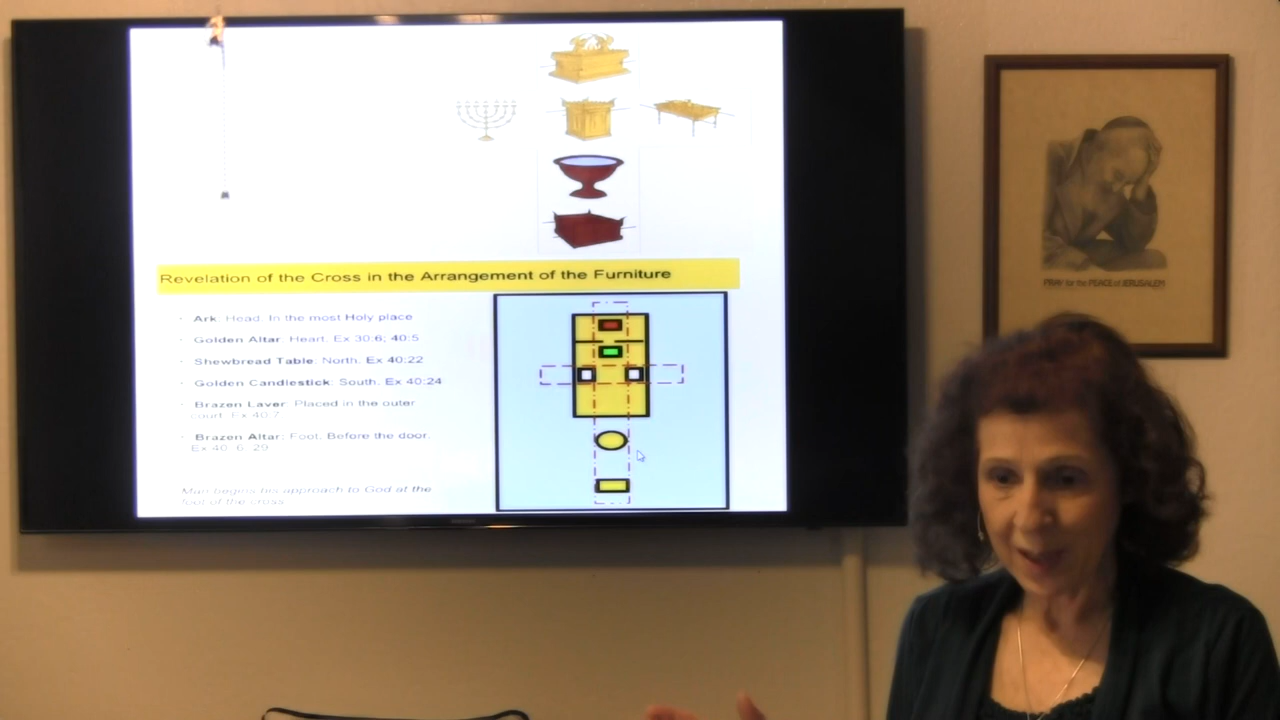 Revelation of the Cross in the Arrangement of the Furniture
Ark. Head. In the most Holy place
Golden Altar. Heart. Ex 30:6; 40:5
Shewbread Table. North. Ex 40:22
Golden Candlestick: South. Ex 40:24
Brazen Laver. Placed in the outer
court. Ex 40:7
Brazen Altar: Foot. Before the door.
Ex 40: 6, 29
Man begins his approach to God at the
foot of the cross
PRAY for the PEACE of JERUSALEM